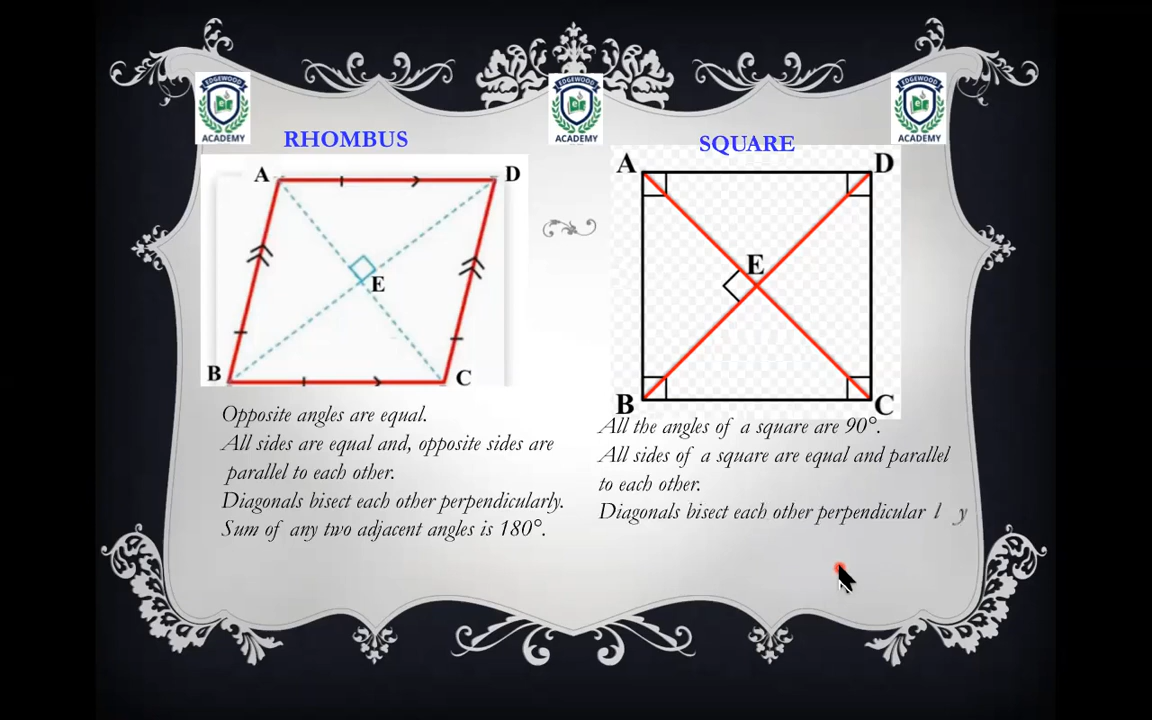 EDGEWOOD
ACADEMY
EDGEWOOD
ACADEMY
EDGEWOOD
ACADEMY
RHOMBUS
A
D
E
B
C
Opposite angles are equal.
All sides are equal and, opposite sides are
parallel to each other.
Diagonals bisect each other perpendicularly.
Sum of any two adjacent angles is 180°.
SQUARE
A
D
E
B
C
All the angles of a square are 90°.
All sides of a square are equal and parallel
to each other.
Diagonals bisect each other perpendicular l y